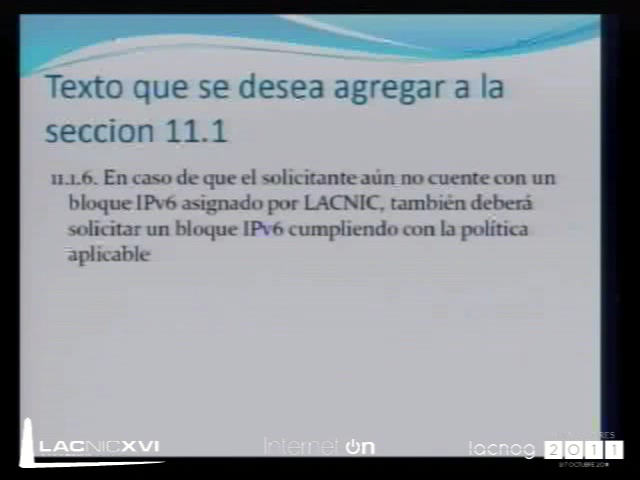 Texto que se desea agregar a la
seccion 11.1
11.1.6. En caso de que el solicitante aún no cuente con un
bloque IPv6 asignado por LACNIC, también deberá
solicitar un bloque IPv6 cumpliendo con la política
aplicable
LACNICXVI
Internet ON
lacnog
2011